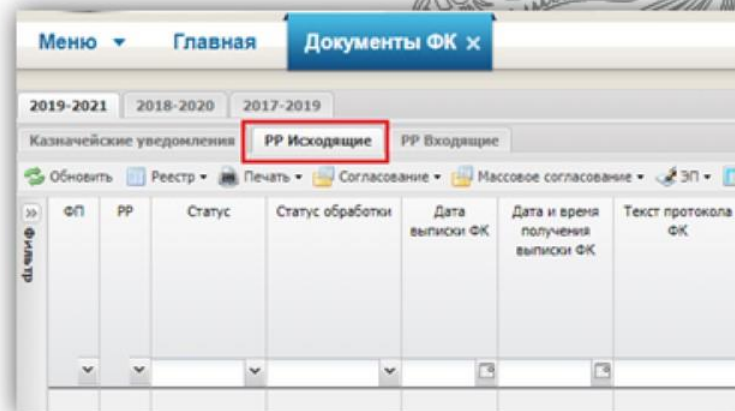 Меню Главная Документы ФК ×
2019-2021 2018-2020 2017-2019
Казначейские уведомления РР Исходящие РР Входящие
Обновить Реестр Печать Согласование Массовое согласование ЭП
» ФП РР Статус Статус обработки Дата Дата и время Текст протокола
выписки ФК получения ФК
выписки ФК
Фильтр